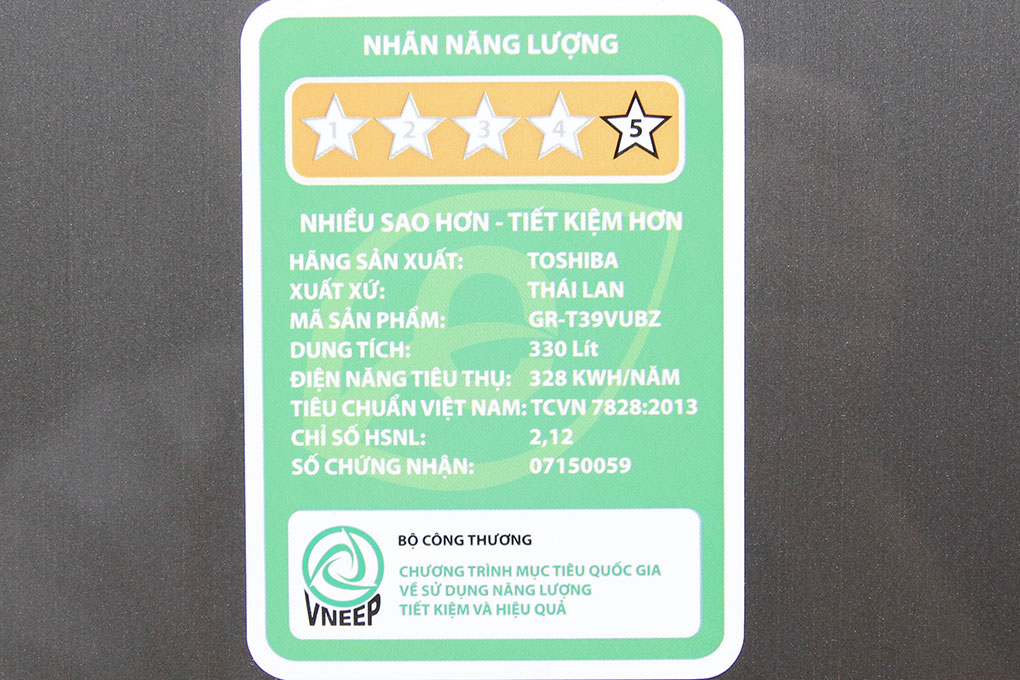 NHÃN NĂNG LƯỢNG
1 2 3 4 5
NHIỀU SAO HƠN - TIẾT KIỆM HƠN
HÃNG SẢN XUẤT: TOSHIBA
XUẤT XỨ: THÁI LAN
MÃ SẢN PHẨM: GR-T39VUBZ
DUNG TÍCH: 330 Lít
ĐIỆN NĂNG TIÊU THỤ: 328 KWH/NĂM
TIÊU CHUẨN VIỆT NAM: TCVN 7828:2013
CHỈ SỐ HSNL: 2,12
SỐ CHỨNG NHẬN: 07150059
BỘ CÔNG THƯƠNG
CHƯƠNG TRÌNH MỤC TIÊU QUỐC GIA
VỀ SỬ DỤNG NĂNG LƯỢNG
TIẾT KIỆM VÀ HIỆU QUẢ
VNEEP